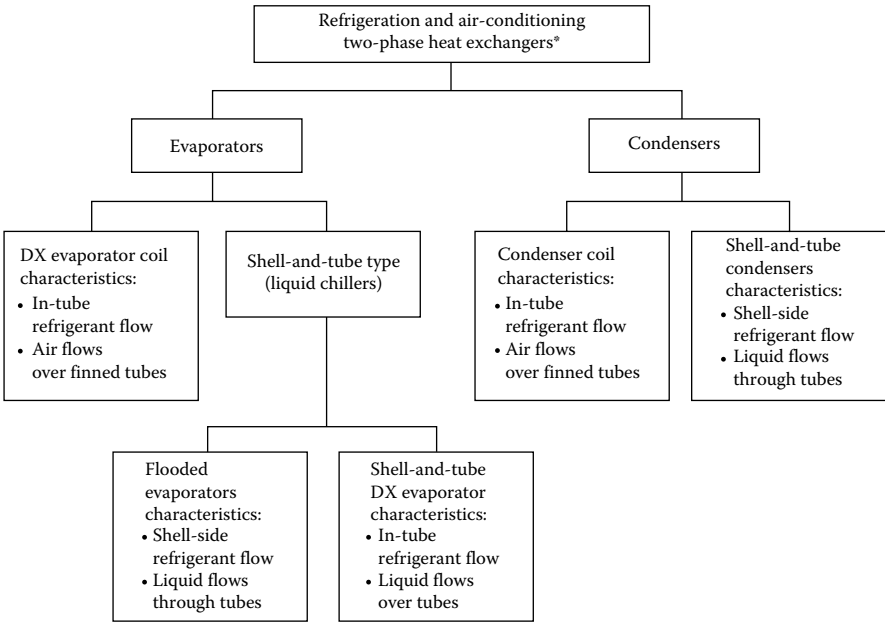 Refrigeration and air-conditioning
two-phase heat exchangers*
Evaporators
Condensers
DX evaporator coil
characteristics:
• In-tube
refrigerant flow
• Air flows
over finned tubes
Shell-and-tube type
(liquid chillers)
Condenser coil
characteristics:
• In-tube
refrigerant flow
• Air flows
over finned tubes
Shell-and-tube
condensers
characteristics:
• Shell-side
refrigerant flow
• Liquid flows
through tubes
Flooded
evaporators
characteristics:
• Shell-side
refrigerant flow
• Liquid flows
through tubes
Shell-and-tube
DX evaporator
characteristics:
• In-tube
refrigerant flow
• Liquid flows
over tubes